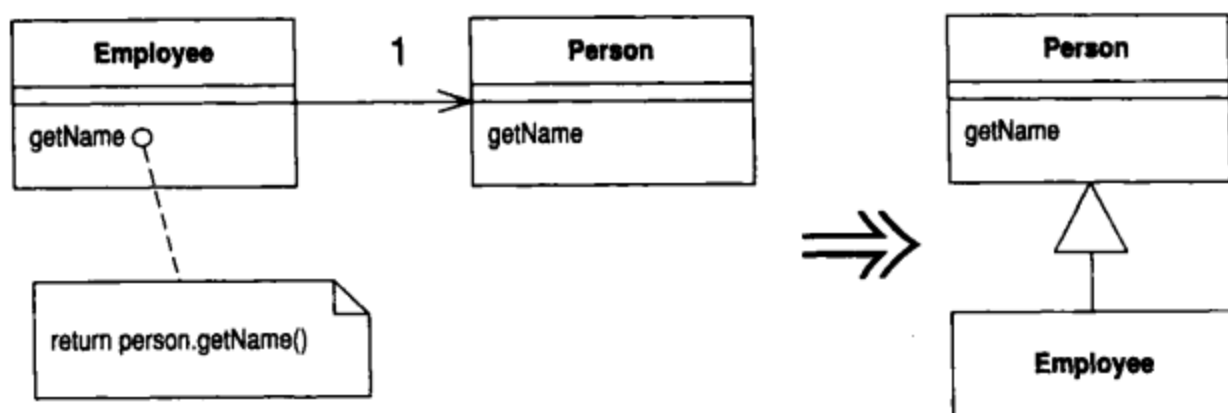 Employee
getName
return person.getName()
1
Person
getName
Person
getName
Employee